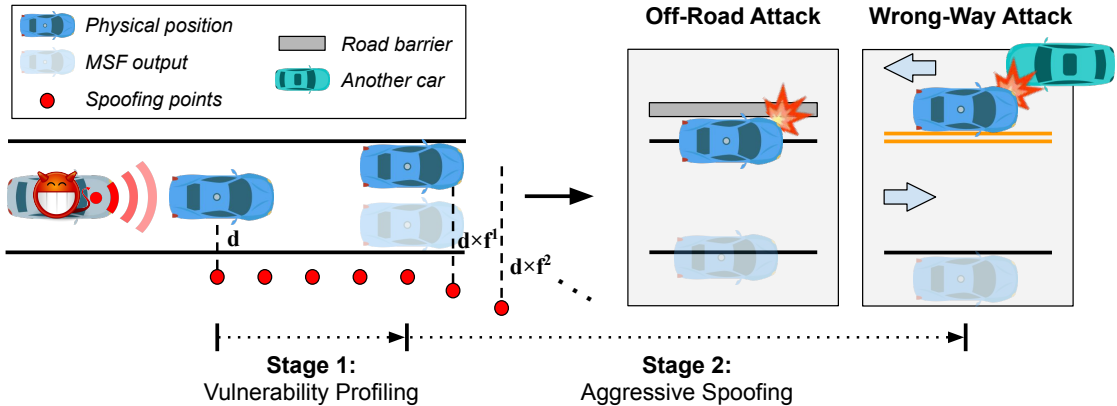 Physical position
MSF output
Spoofing points
Road barrier
Another car
Off-Road Attack
Wrong-Way Attack
d
d×f¹
d×f²
Stage 1:
Vulnerability Profiling
Stage 2:
Aggressive Spoofing